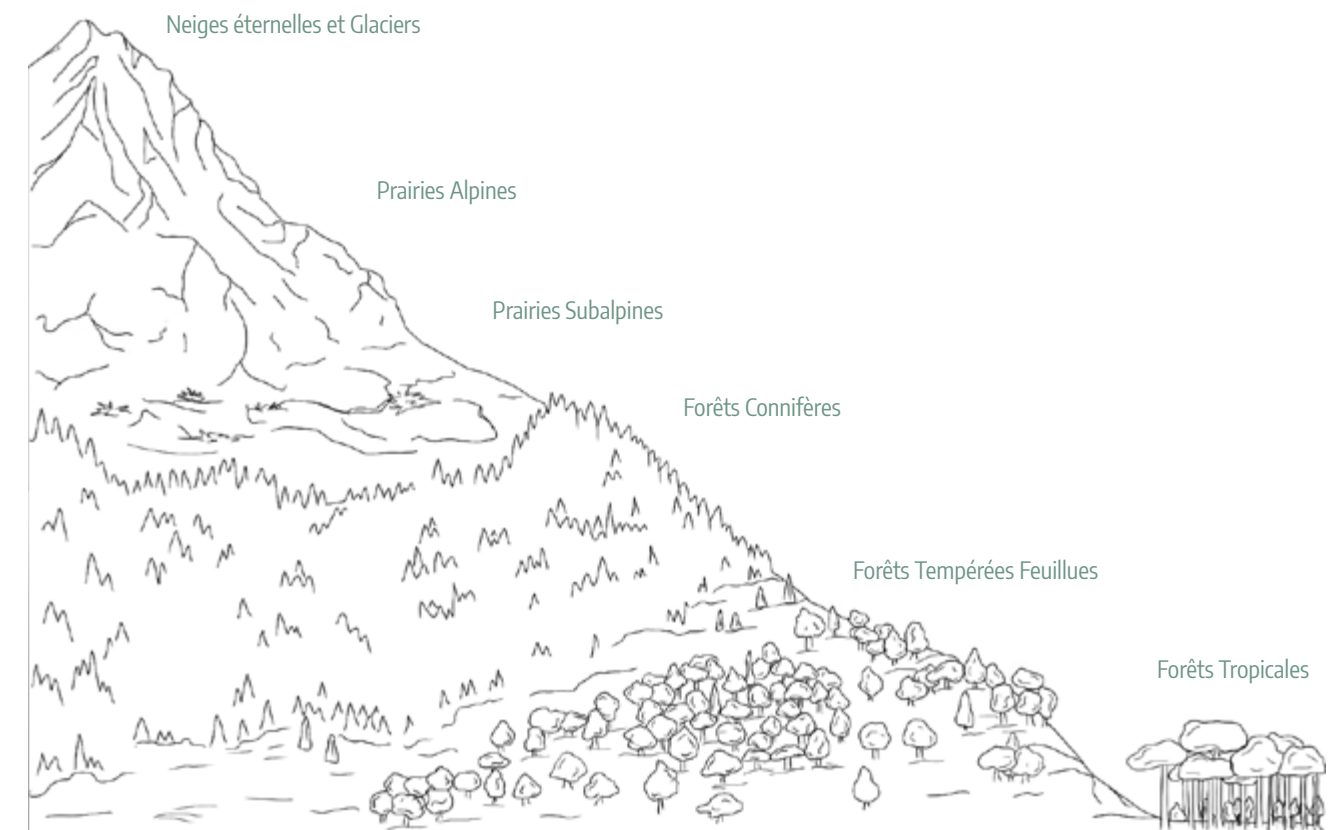 Neiges éternelles et Glaciers
Prairies Alpines
Prairies Subalpines
Forêts Connifères
Forêts Tempérées Feuillues
Forêts Tropicales